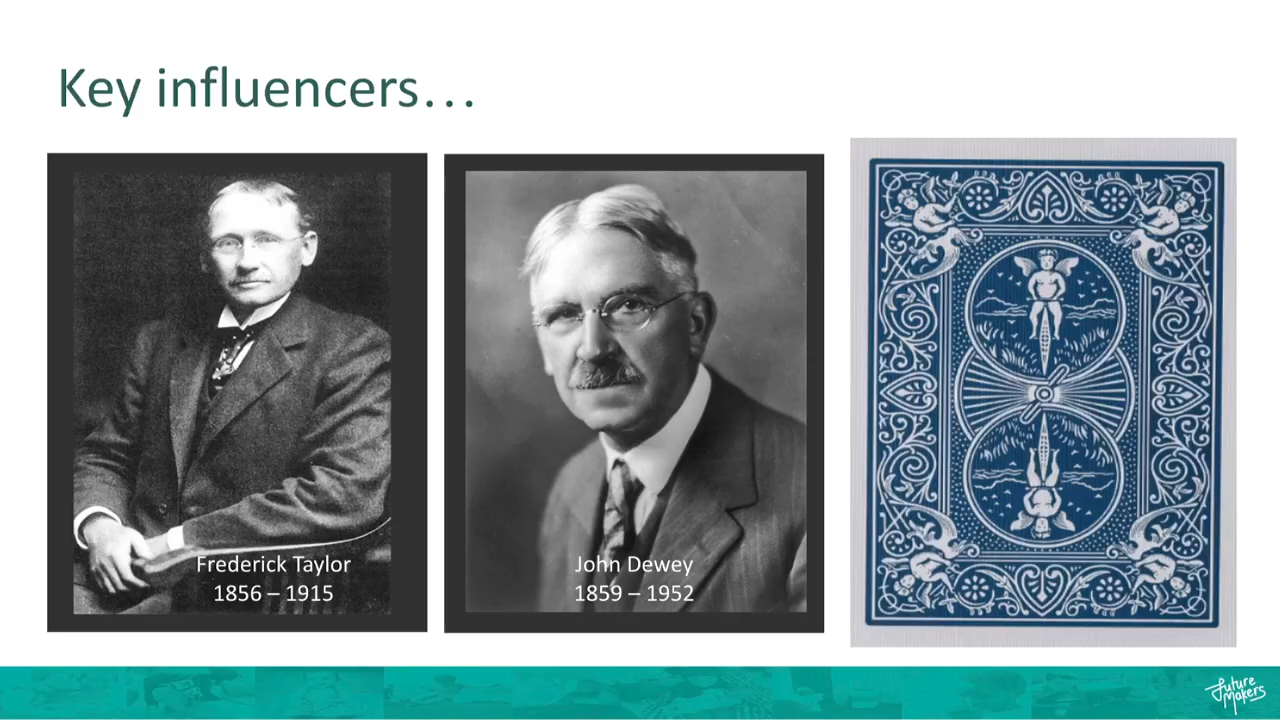 Key influencers…
Frederick Taylor
1856 – 1915
John Dewey
1859 – 1952
future
makers